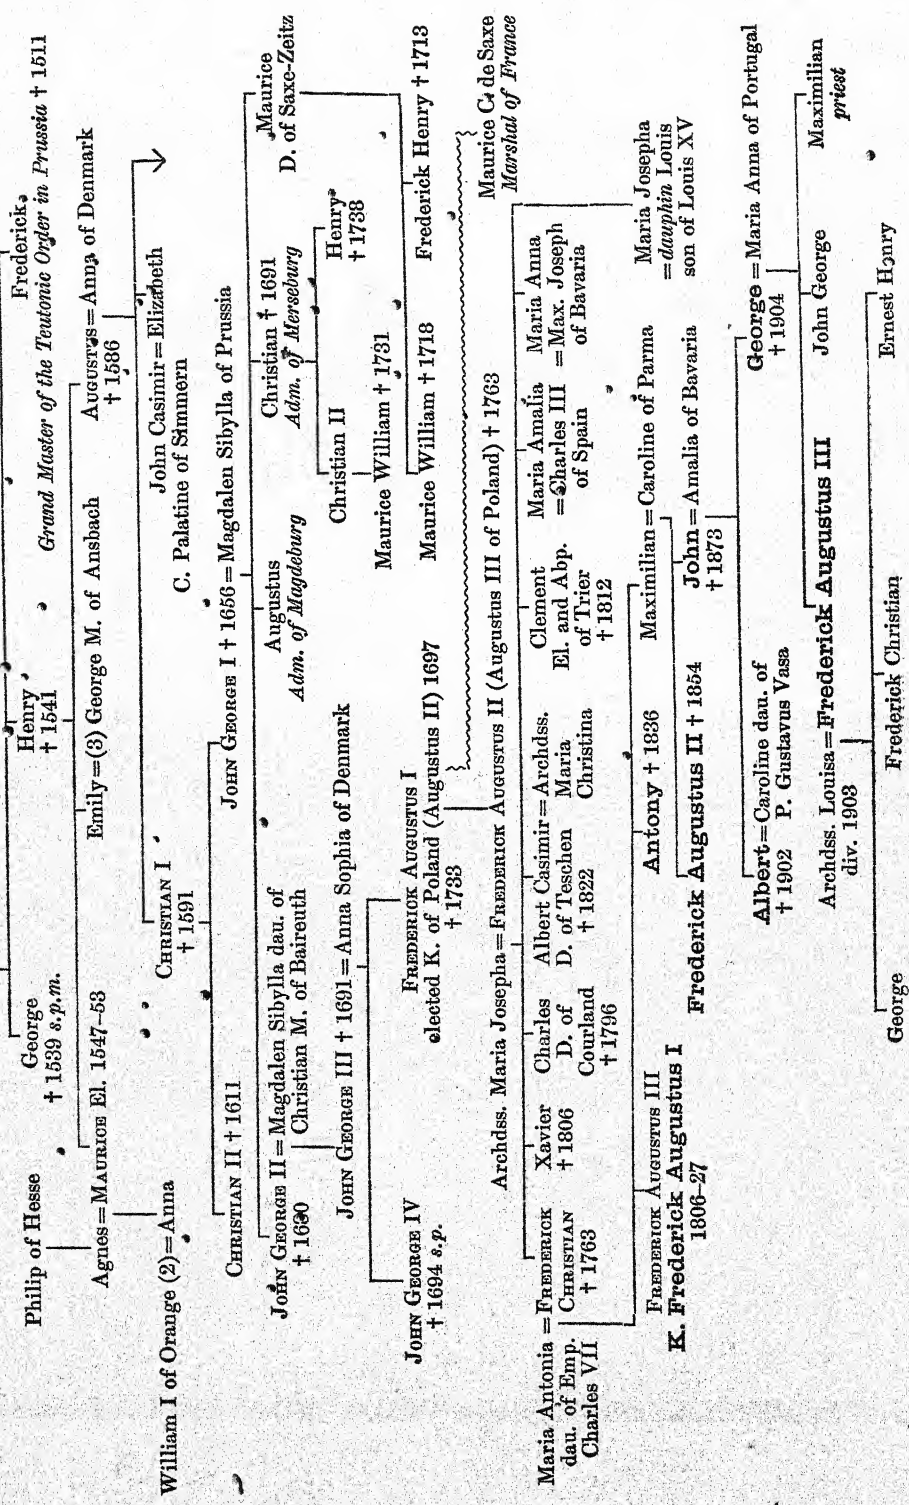 Frederick
Grand Master of the Teutonic Order in Prussia † 1511
George
† 1539 s.p.m.
Henry
† 1541
Philip of Hesse
Agnes=MAURICE El. 1547–53
Emily=(3) George M. of Ansbach
AUGUSTUS=Anna of Denmark
† 1586
William I of Orange (2)=Anna
CHRISTIAN I
† 1591
John Casimir=Elizabeth
C. Palatine of Simmern
CHRISTIAN II † 1611
JOHN GEORGE I † 1656=Magdalen Sibylla of Prussia
JOHN GEORGE II=Magdalen Sibylla dau. of
† 1680
Christian M. of Baireuth
Augustus
Adm. of Magdeburg
Christian † 1691
Adm. of Merseburg
Maurice
D. of Saxe-Zeitz
JOHN GEORGE III † 1691=Anna Sophia of Denmark
Christian II
Henry
† 1738
Maurice William † 1731
JOHN GEORGE IV
† 1694 s.p.
FREDERICK AUGUSTUS I
elected K. of Poland (Augustus II) 1697
† 1733
Maurice William † 1718
Frederick Henry † 1713
Maurice C. de Saxe
Marshal of France
Archdss. Maria Josepha=FREDERICK AUGUSTUS II (Augustus III of Poland) † 1763
Maria Antonia=FREDERICK
dau. of Emp.
Charles VII
CHRISTIAN
† 1763
Xavier
† 1806
Charles
D. of
Courland
† 1796
Albert Casimir=Archdss.
D. of Teschen
† 1822
Maria
Christina
Clement
El. and Abp.
of Trier
† 1812
Maria Amalia
=Charles III
of Spain
Maria Anna
=Max. Joseph
of Bavaria
Maria Josepha
=dauphin Louis
son of Louis XV
FREDERICK AUGUSTUS III
K. Frederick Augustus I
1806–27
Antony † 1836
Maximilian=Caroline of Parma
Frederick Augustus II † 1854
John=Amalia of Bavaria
† 1873
Albert=Caroline dau. of
† 1902 P. Gustavus Vasa
George=Maria Anna of Portugal
† 1904
Archdss. Louisa=Frederick Augustus III
div. 1903
John George
Maximilian
priest
George
Frederick Christian
Ernest Henry